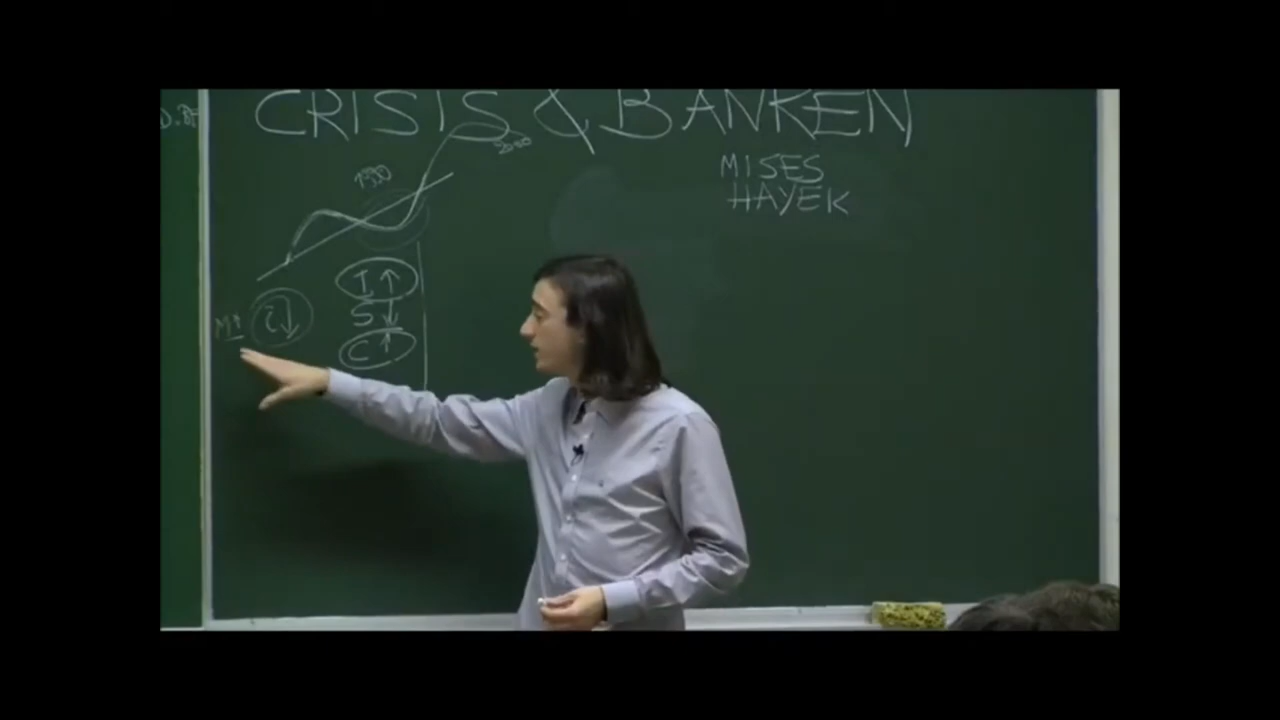 CRISIS & BANKEN
MISES
HAYEK
I ↑
M↑ i↓
S ↓
C ↑